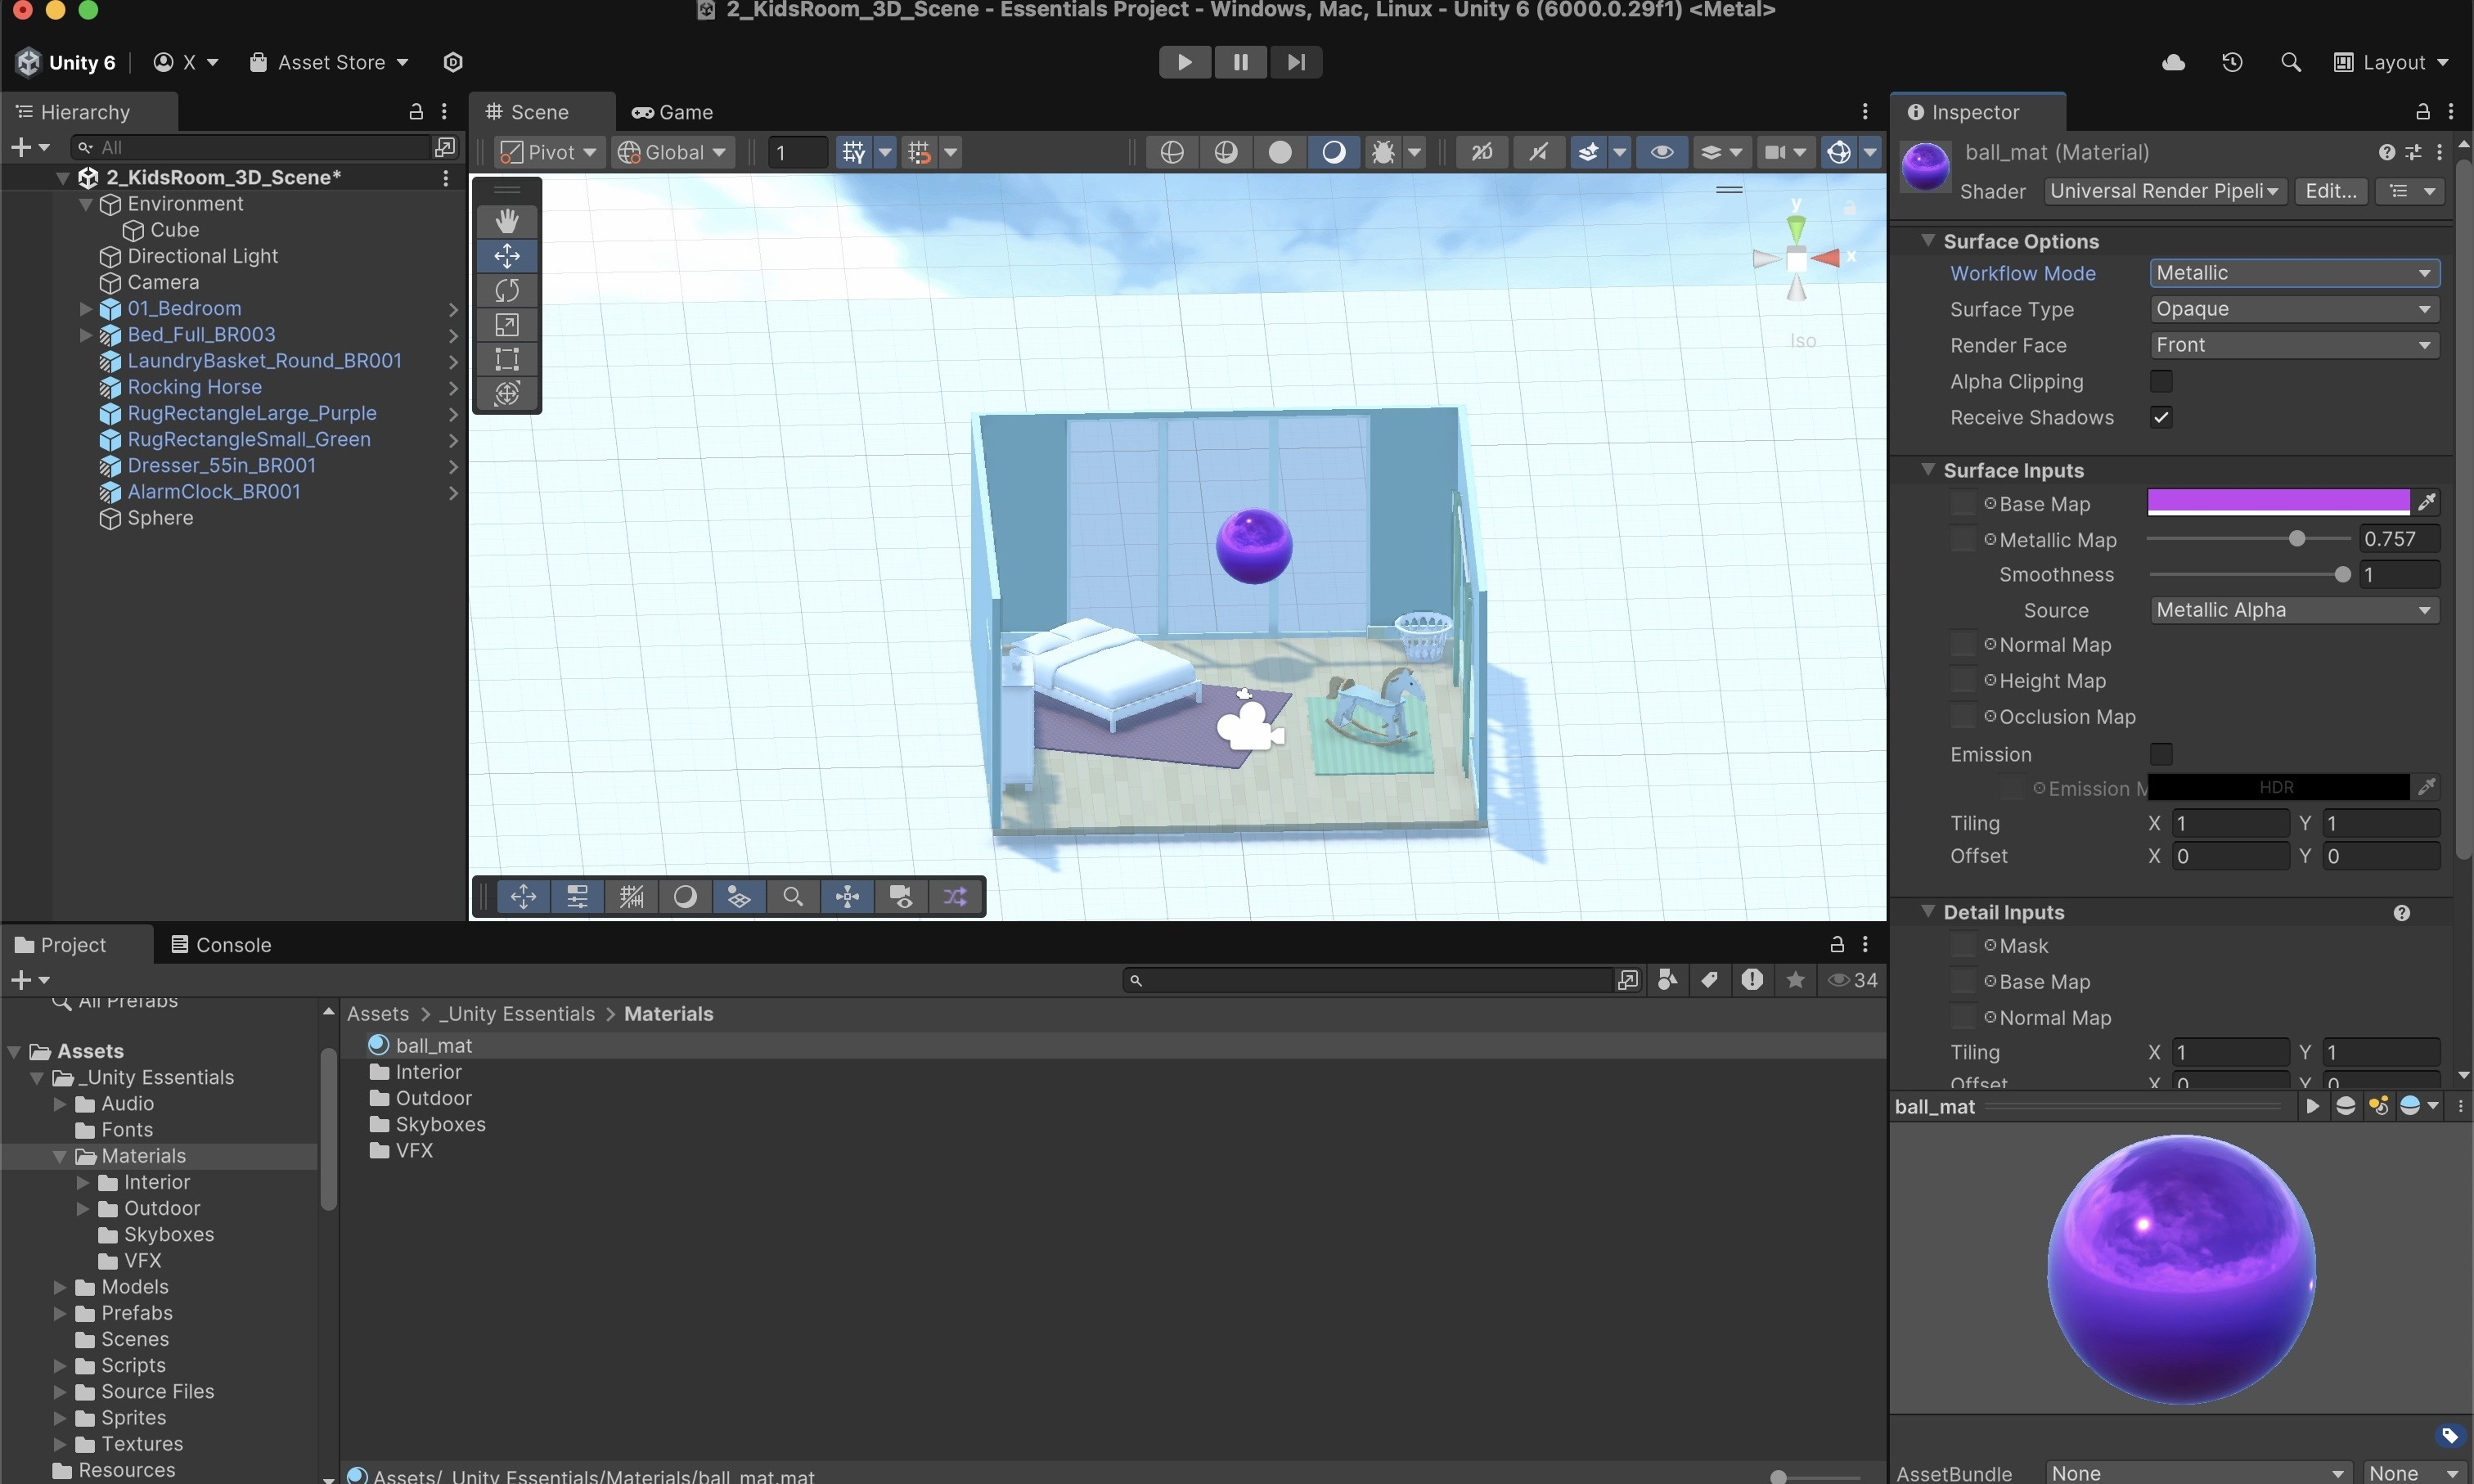 2_KidsRoom_3D_Scene - Essentials Project - Windows, Mac, Linux - Unity 6 (6000.0.29f1) <Metal>
Unity 6
X
Asset Store
Layout
Hierarchy
All
2_KidsRoom_3D_Scene*
Environment
Cube
Directional Light
Camera
01_Bedroom
Bed_Full_BR003
LaundryBasket_Round_BR001
Rocking Horse
RugRectangleLarge_Purple
RugRectangleSmall_Green
Dresser_55in_BR001
AlarmClock_BR001
Sphere
Scene
Game
Pivot
Global
1
2D
y
x
Iso
Inspector
ball_mat (Material)
Shader Universal Render Pipeli Edit...
Surface Options
Workflow Mode Metallic
Surface Type Opaque
Render Face Front
Alpha Clipping
Receive Shadows
Surface Inputs
Base Map
Metallic Map 0.757
Smoothness 1
Source Metallic Alpha
Normal Map
Height Map
Occlusion Map
Emission
Emission M HDR
Tiling X 1 Y 1
Offset X 0 Y 0
Detail Inputs
Mask
Base Map
Normal Map
Tiling X 1 Y 1
Offset X 0 Y 0
ball_mat
AssetBundle None None
Project
Console
34
All Prefabs
Assets
_Unity Essentials
Audio
Fonts
Materials
Interior
Outdoor
Skyboxes
VFX
Models
Prefabs
Scenes
Scripts
Source Files
Sprites
Textures
Resources
Assets > _Unity Essentials > Materials
ball_mat
Interior
Outdoor
Skyboxes
VFX
Assets/_Unity Essentials/Materials/ball_mat.mat